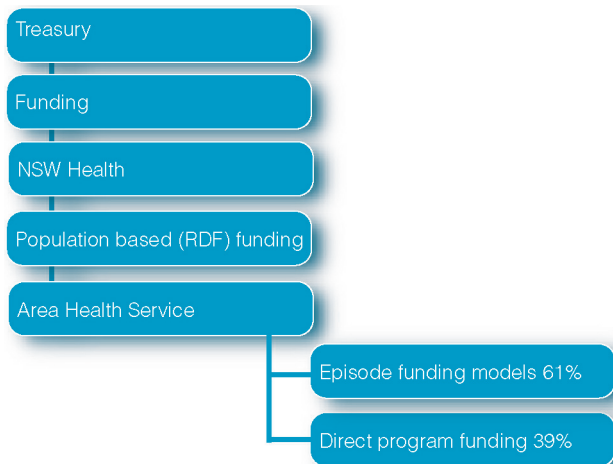 Treasury
Funding
NSW Health
Population based (RDF) funding
Area Health Service
Episode funding models 61%
Direct program funding 39%